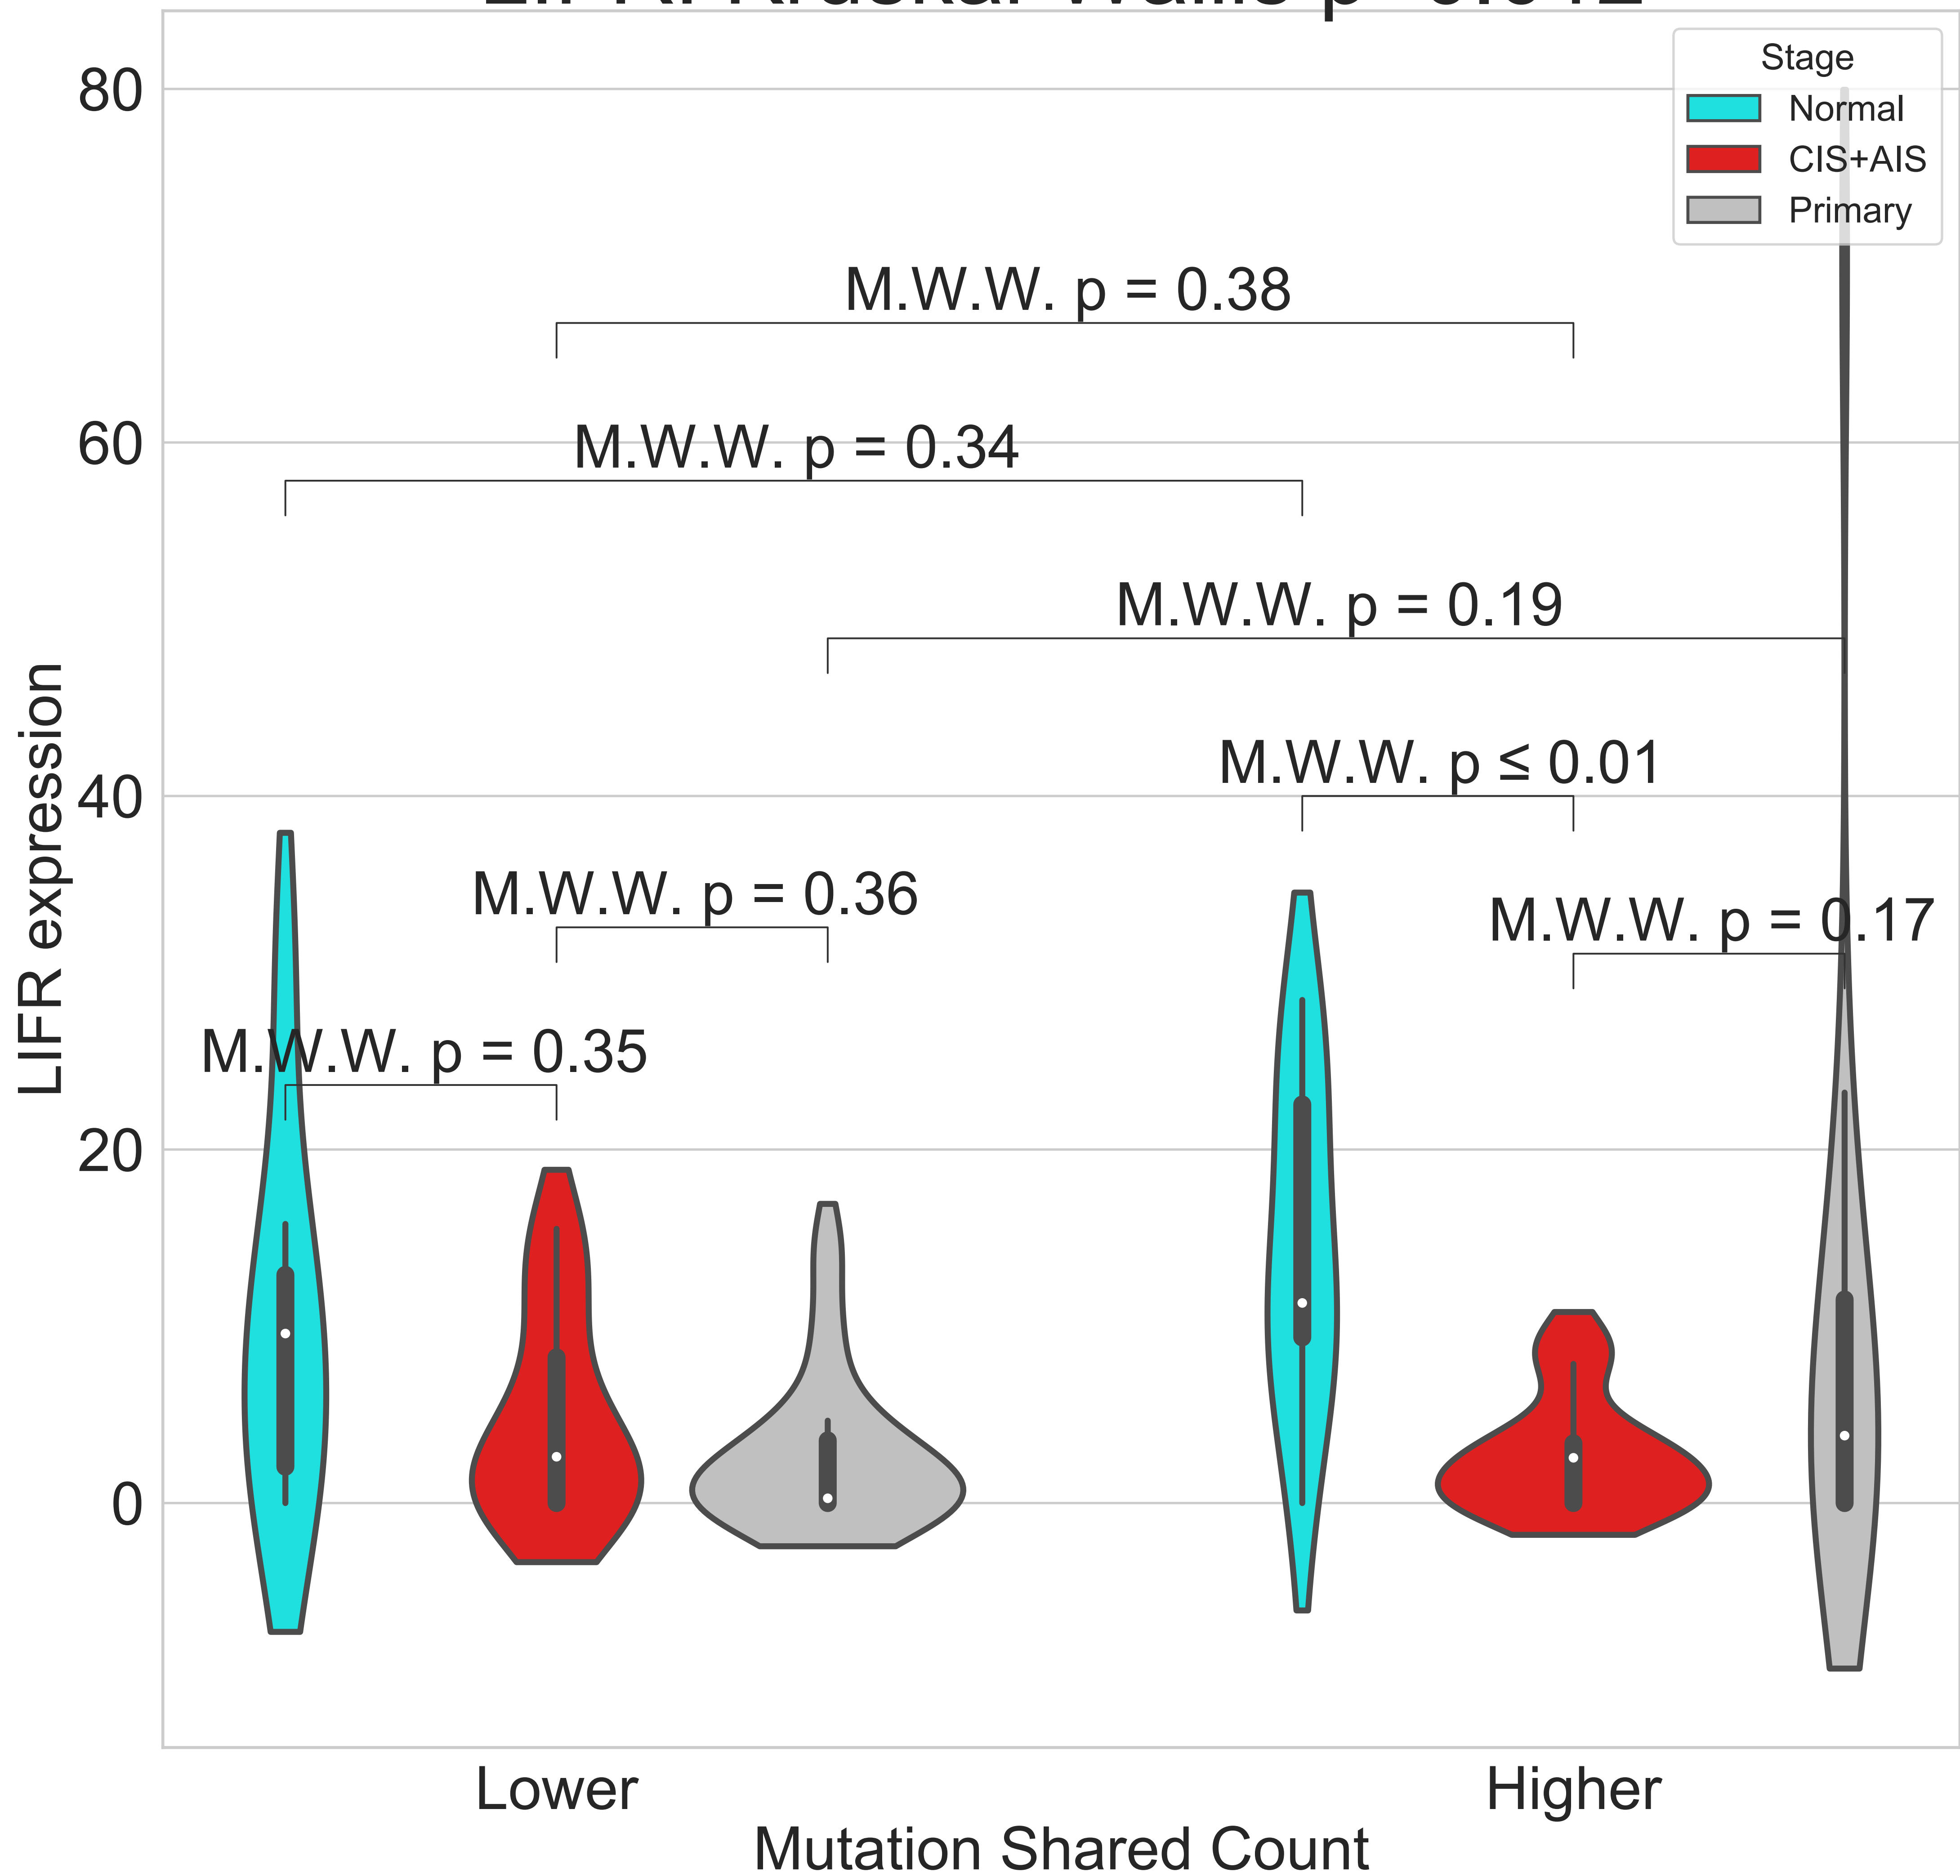 80
60
40
20
0
LIFR expression
Stage
Normal
CIS+AIS
Primary
M.W.W. p = 0.38
M.W.W. p = 0.34
M.W.W. p = 0.19
M.W.W. p ≤ 0.01
M.W.W. p = 0.36
M.W.W. p = 0.17
M.W.W. p = 0.35
Lower
Higher
Mutation Shared Count